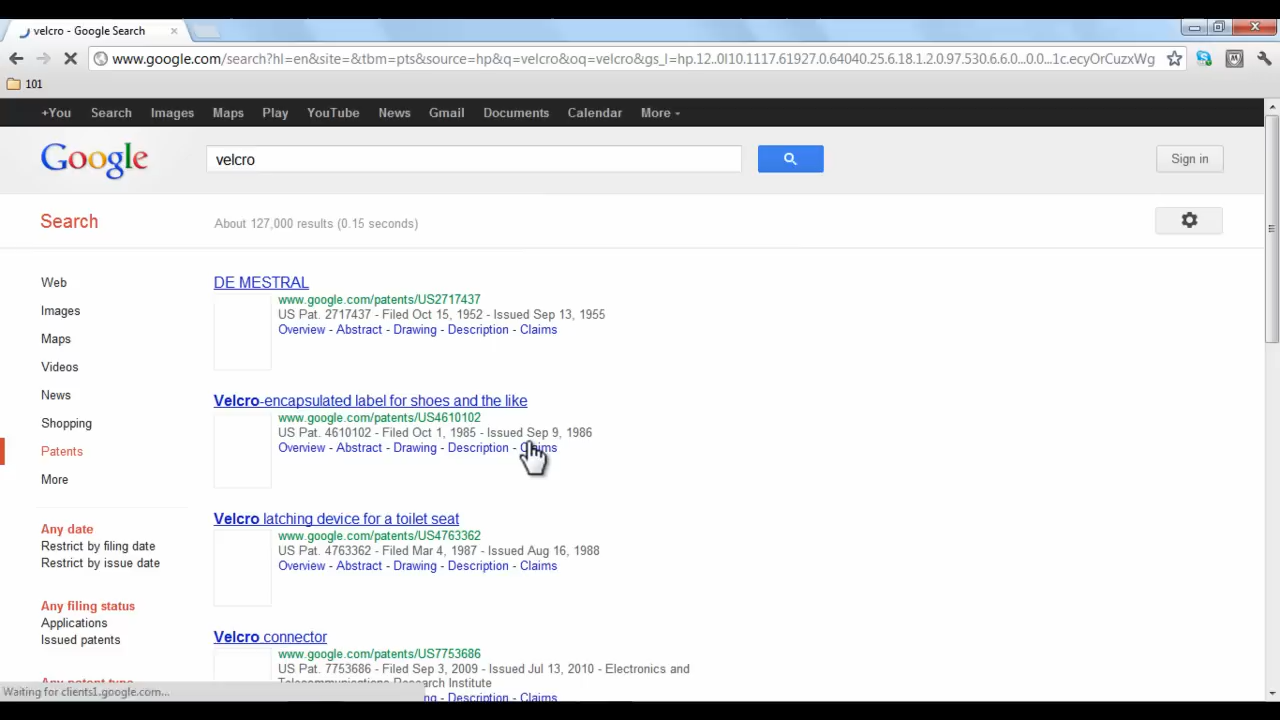 velcro - Google Search
www.google.com/search?hl=en&site=&tbm=pts&source=hp&q=velcro&oq=velcro&gs_l=hp.12..0l10.1117.61927.0.64040.25.6.18.1.2.0.97.530.6.6.0...0.0...1c.ecyOrCuzxWg
101
+You Search Images Maps Play YouTube News Gmail Documents Calendar More
Google
velcro
Sign in
Search
About 127,000 results (0.15 seconds)
Web
Images
Maps
Videos
News
Shopping
Patents
More
Any date
Restrict by filing date
Restrict by issue date
Any filing status
Applications
Issued patents
DE MESTRAL
www.google.com/patents/US2717437
US Pat. 2717437 - Filed Oct 15, 1952 - Issued Sep 13, 1955
Overview - Abstract - Drawing - Description - Claims
Velcro-encapsulated label for shoes and the like
www.google.com/patents/US4610102
US Pat. 4610102 - Filed Oct 1, 1985 - Issued Sep 9, 1986
Overview - Abstract - Drawing - Description - Claims
Velcro latching device for a toilet seat
www.google.com/patents/US4763362
US Pat. 4763362 - Filed Mar 4, 1987 - Issued Aug 16, 1988
Overview - Abstract - Drawing - Description - Claims
Velcro connector
www.google.com/patents/US7753686
US Pat. 7753686 - Filed Sep 3, 2009 - Issued Jul 13, 2010 - Electronics and
Telecommunications Research Institute
- Description - Claims
Waiting for clients1.google.com...